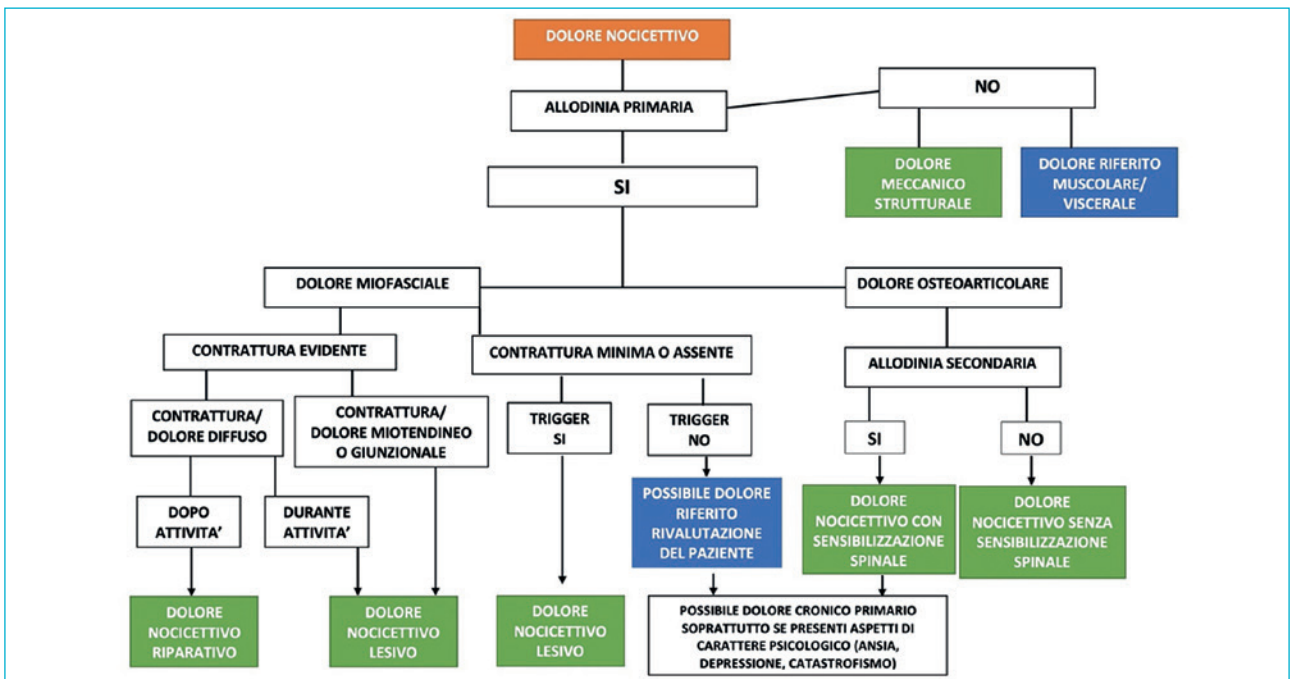 DOLORE NOCICETTIVO
ALLODINIA PRIMARIA
NO
DOLORE
MECCANICO
STRUTTURALE
DOLORE RIFERITO
MUSCOLARE/
VISCERALE
SI
DOLORE MIOFASCIALE
DOLORE OSTEOARTICOLARE
CONTRATTURA EVIDENTE
CONTRATTURA MINIMA O ASSENTE
ALLODINIA SECONDARIA
CONTRATTURA/
DOLORE DIFFUSO
CONTRATTURA/
DOLORE MIOTENDINEO
O GIUNZIONALE
TRIGGER
SI
TRIGGER
NO
SI
NO
DOPO
ATTIVITA’
DURANTE
ATTIVITA’
POSSIBILE DOLORE
RIFERITO
RIVALUTAZIONE
DEL PAZIENTE
DOLORE
NOCICETTIVO CON
SENSIBILIZZAZIONE
SPINALE
DOLORE
NOCICETTIVO SENZA
SENSIBILIZZAZIONE
SPINALE
DOLORE
NOCICETTIVO
RIPARATIVO
DOLORE
NOCICETTIVO
LESIVO
DOLORE
NOCICETTIVO
LESIVO
POSSIBILE DOLORE CRONICO PRIMARIO
SOPRATTUTTO SE PRESENTI ASPETTI DI
CARATTERE PSICOLOGICO (ANSIA,
DEPRESSIONE, CATASTROFISMO)